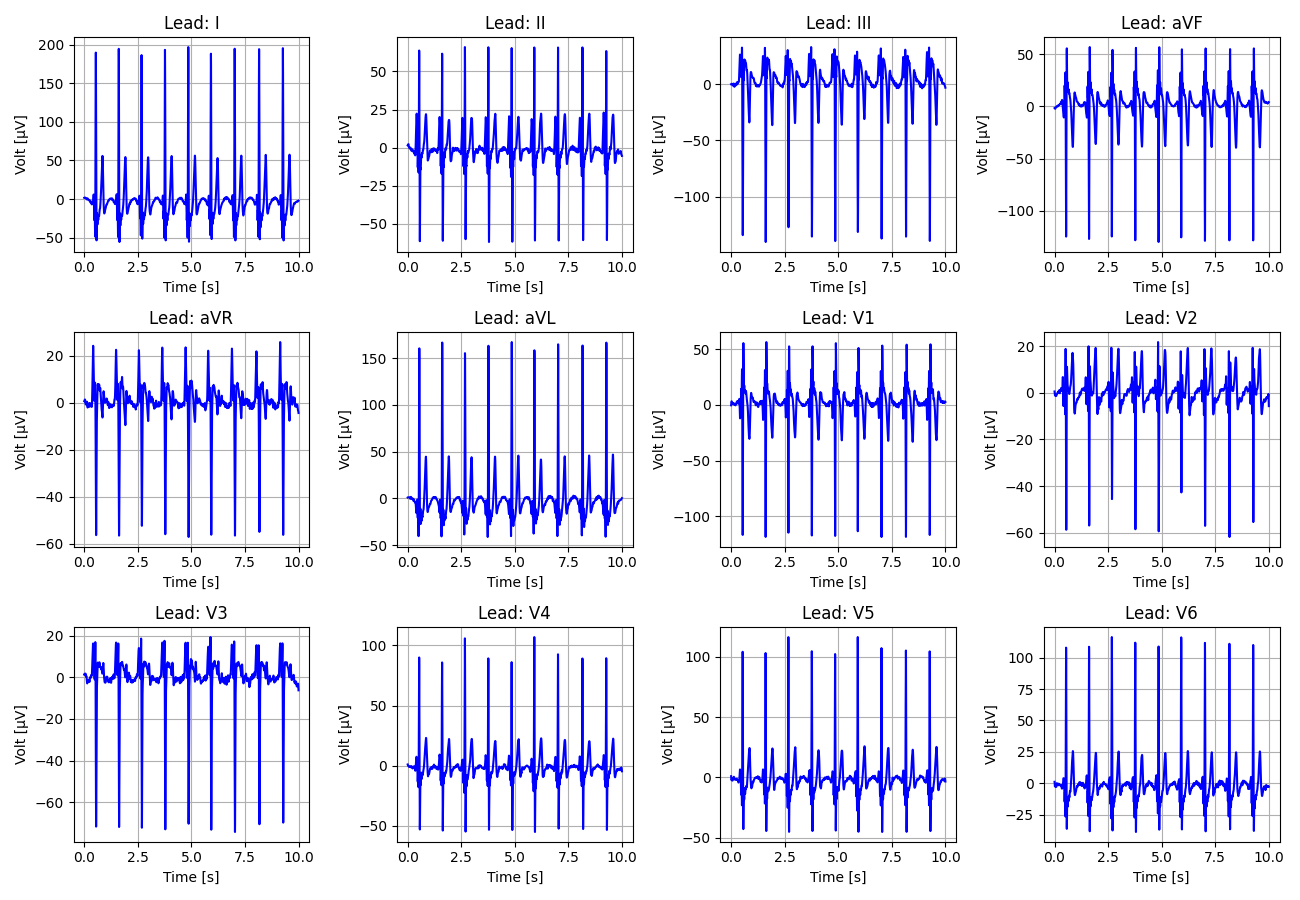 Lead: I
Lead: II
Lead: III
Lead: aVF
200
150
100
50
0
−50
Volt [µV]
0.0 2.5 5.0 7.5 10.0
Time [s]
50
25
0
−25
−50
Volt [µV]
0.0 2.5 5.0 7.5 10.0
Time [s]
0
−50
−100
Volt [µV]
0.0 2.5 5.0 7.5 10.0
Time [s]
50
0
−50
−100
Volt [µV]
0.0 2.5 5.0 7.5 10.0
Time [s]
Lead: aVR
Lead: aVL
Lead: V1
Lead: V2
20
0
−20
−40
−60
Volt [µV]
0.0 2.5 5.0 7.5 10.0
Time [s]
150
100
50
0
−50
Volt [µV]
0.0 2.5 5.0 7.5 10.0
Time [s]
50
0
−50
−100
Volt [µV]
0.0 2.5 5.0 7.5 10.0
Time [s]
20
0
−20
−40
−60
Volt [µV]
0.0 2.5 5.0 7.5 10.0
Time [s]
Lead: V3
Lead: V4
Lead: V5
Lead: V6
20
0
−20
−40
−60
Volt [µV]
0.0 2.5 5.0 7.5 10.0
Time [s]
100
50
0
−50
Volt [µV]
0.0 2.5 5.0 7.5 10.0
Time [s]
100
50
0
−50
Volt [µV]
0.0 2.5 5.0 7.5 10.0
Time [s]
100
75
50
25
0
−25
Volt [µV]
0.0 2.5 5.0 7.5 10.0
Time [s]